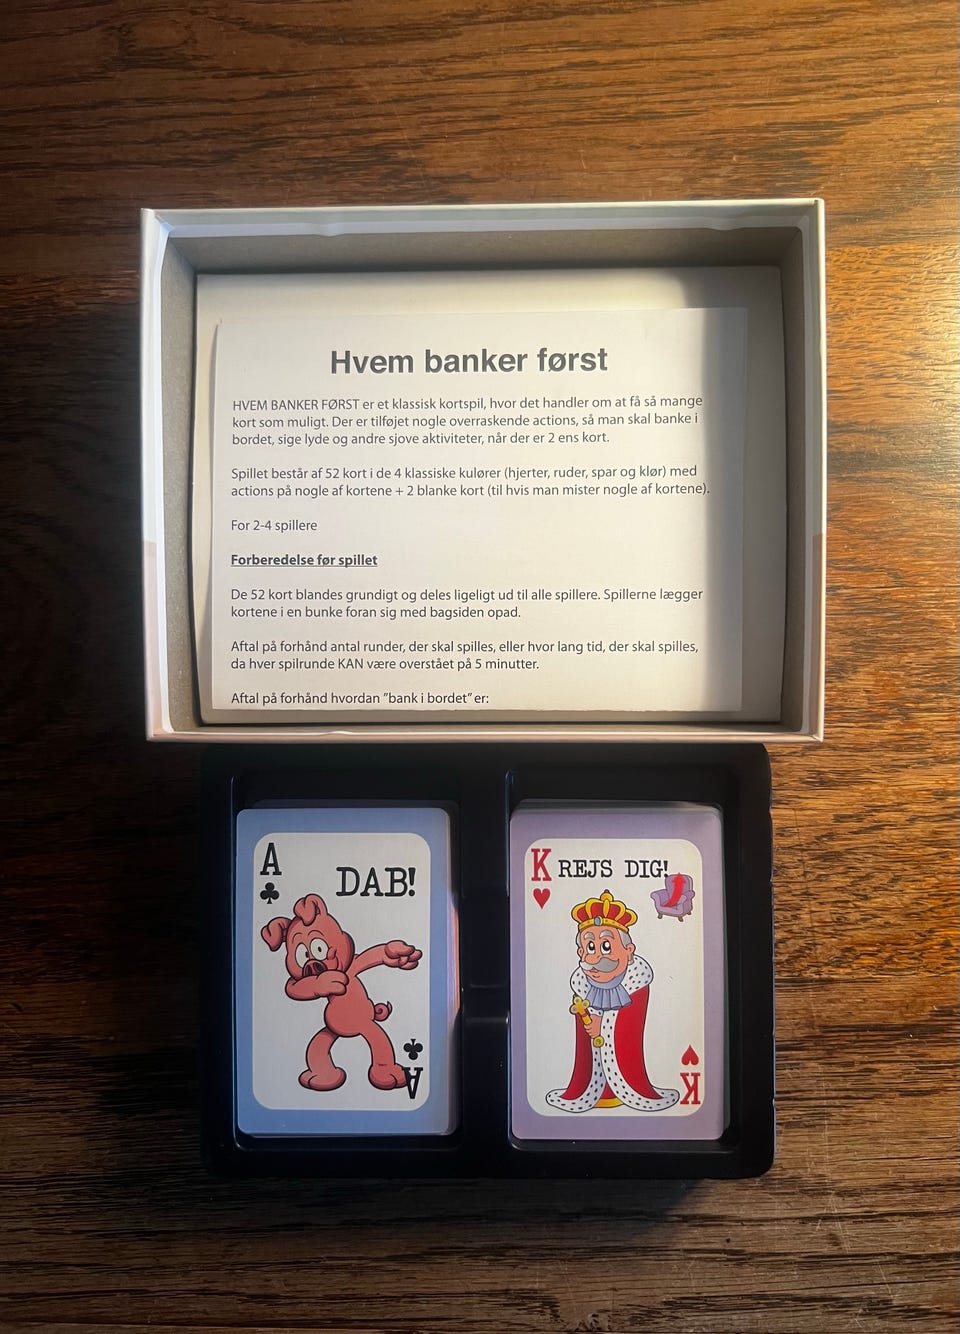 Hvem banker først
HVEM BANKER FØRST er et klassisk kortspil, hvor det handler om at få så mange
kort som muligt. Der er tilføjet nogle overraskende actions, så man skal banke i
bordet, sige lyde og andre sjove aktiviteter, når der er 2 ens kort.
Spillet består af 52 kort i de 4 klassiske kulører (hjerter, ruder, spar og klør) med
actions på nogle af kortene + 2 blanke kort (til hvis man mister nogle af kortene).
For 2-4 spillere
Forberedelse før spillet
De 52 kort blandes grundigt og deles ligeligt ud til alle spillere. Spillerne lægger
kortene i en bunke foran sig med bagsiden opad.
Aftal på forhånd antal runder, der skal spilles, eller hvor lang tid, der skal spilles,
da hver spilrunde KAN være overstået på 5 minutter.
Aftal på forhånd hvordan ”bank i bordet” er:
A
DAB!
A
K
REJS DIG!
K